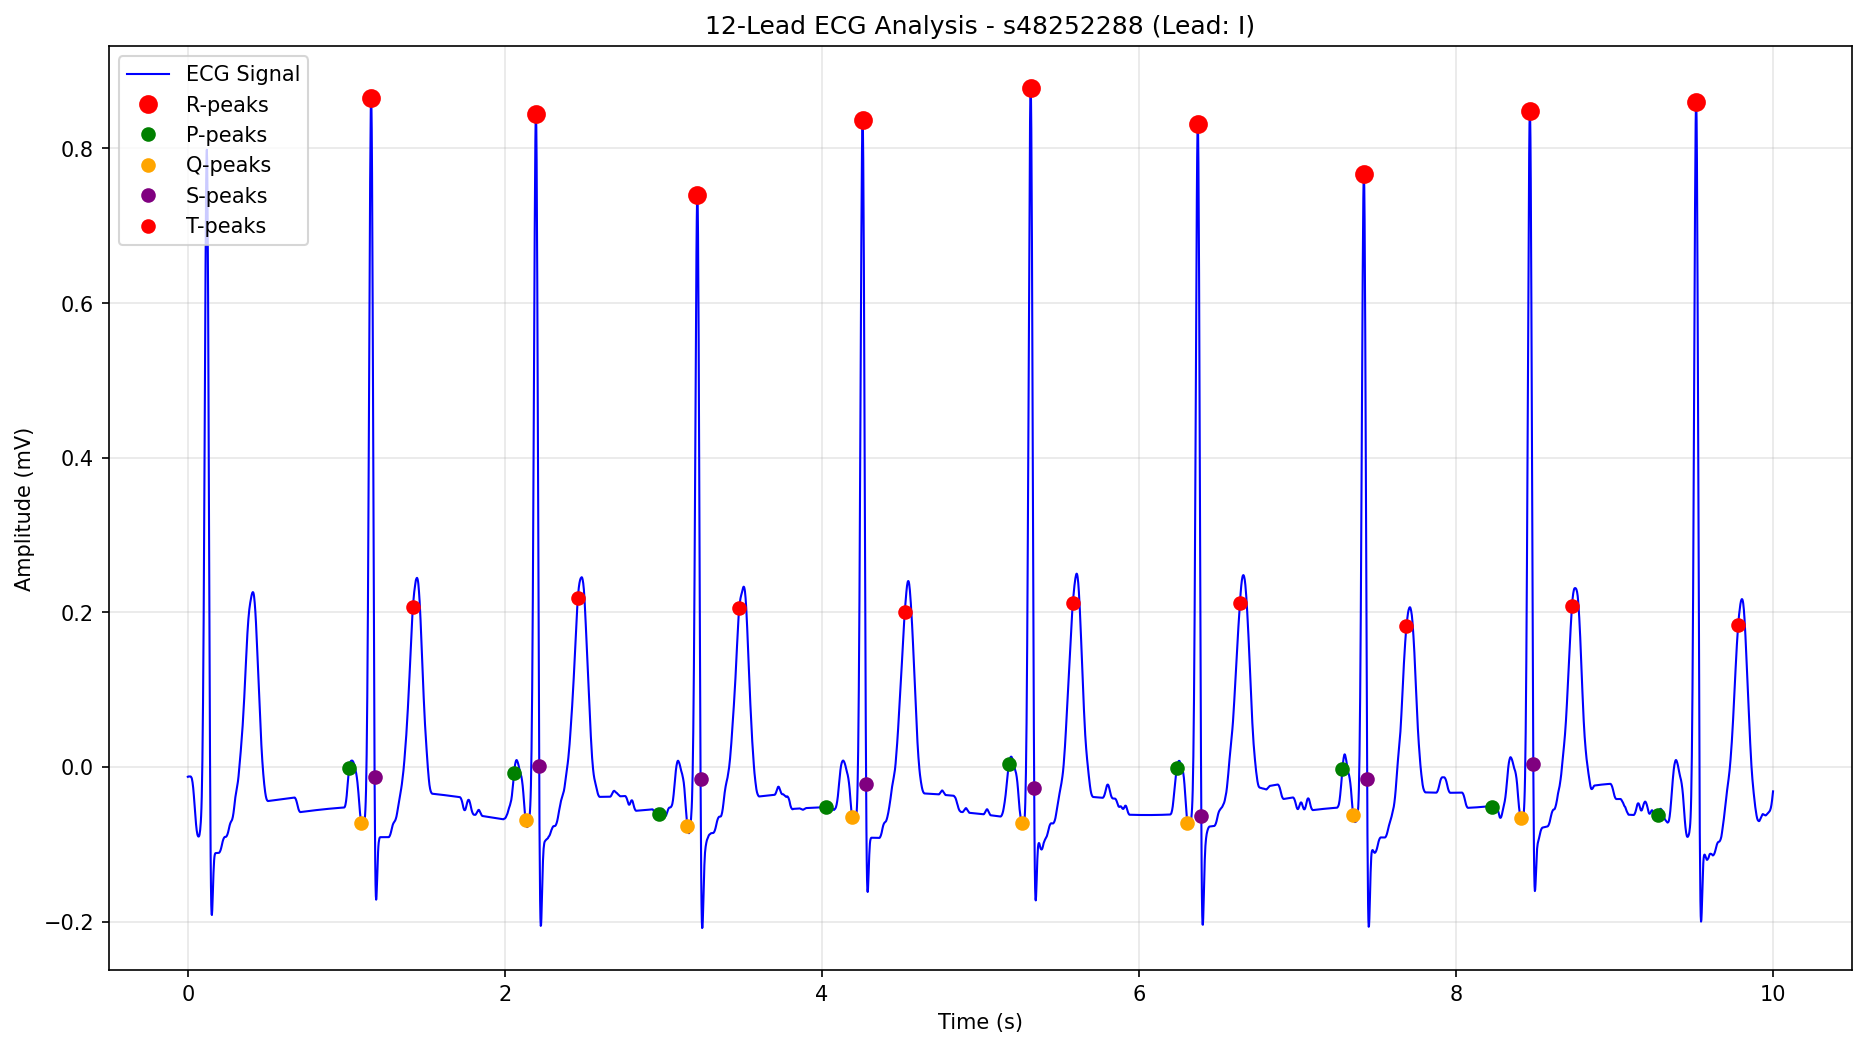 12-Lead ECG Analysis - s48252288 (Lead: I)
ECG Signal
R-peaks
P-peaks
Q-peaks
S-peaks
T-peaks
Amplitude (mV)
0.8
0.6
0.4
0.2
0.0
−0.2
0 2 4 6 8 10
Time (s)